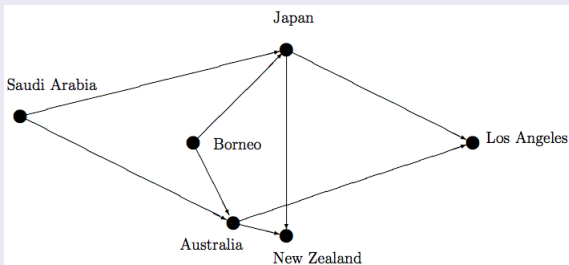 Japan
Saudi Arabia
Borneo
Los Angeles
Australia
New Zealand